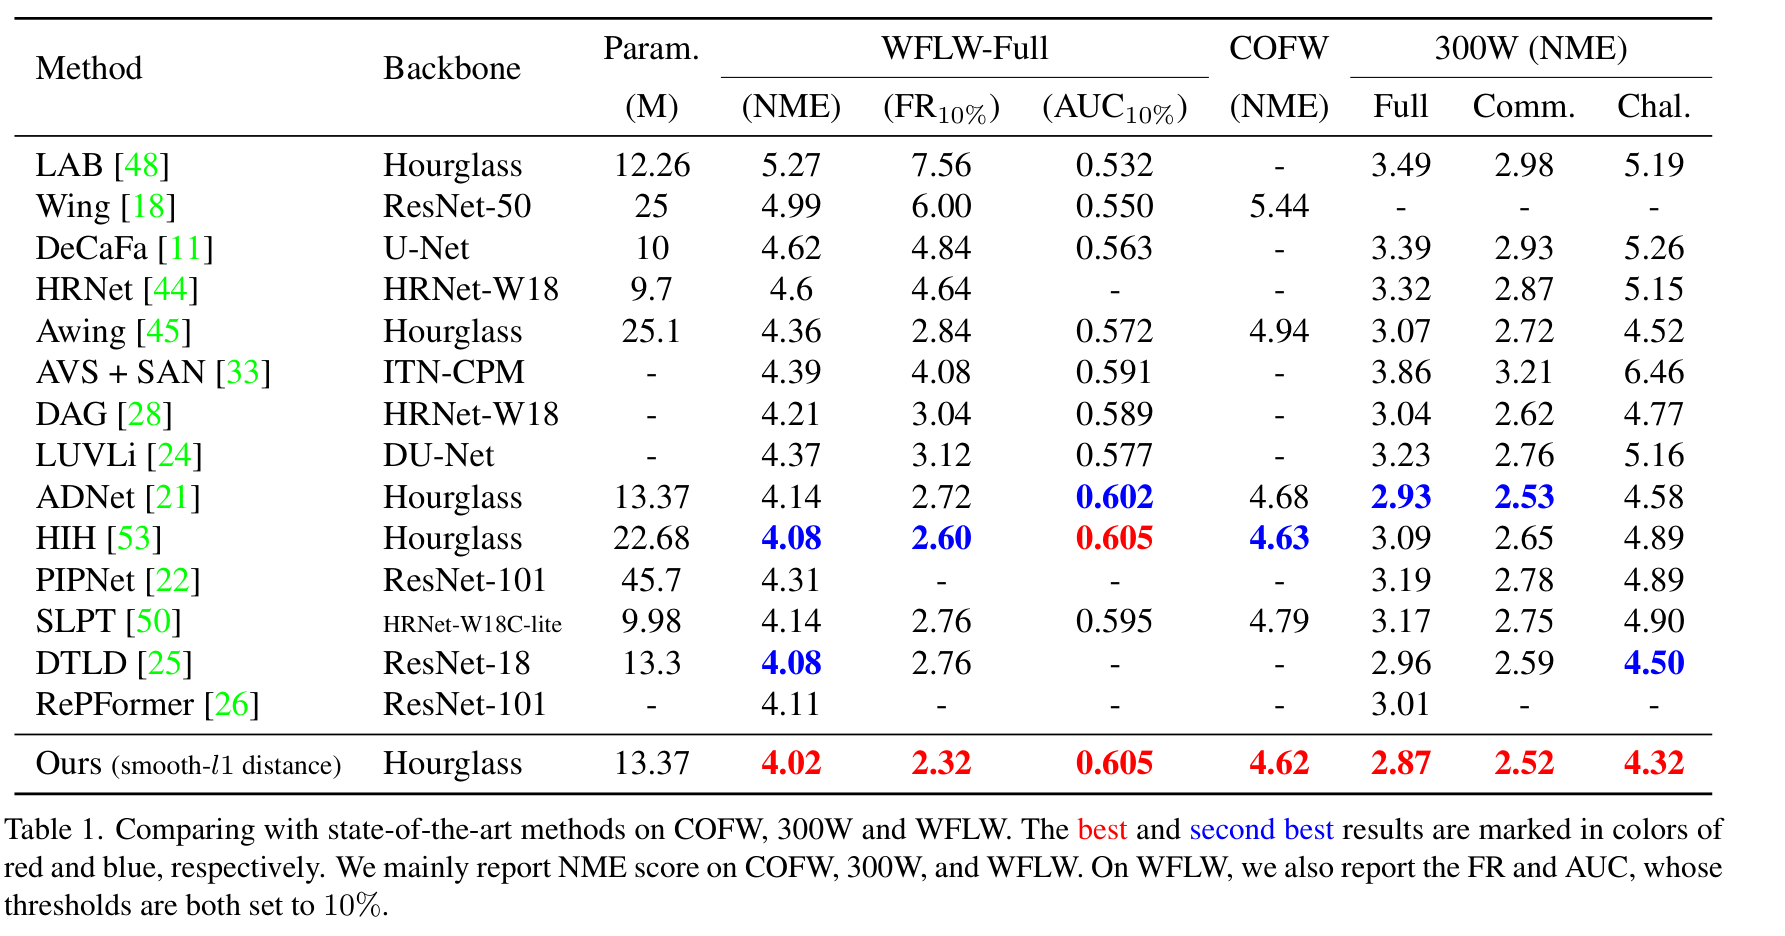 Method Backbone Param. WFLW-Full COFW 300W (NME)
(M) (NME) (FR10%) (AUC10%) (NME) Full Comm. Chal.
LAB [48] Hourglass 12.26 5.27 7.56 0.532 - 3.49 2.98 5.19
Wing [18] ResNet-50 25 4.99 6.00 0.550 5.44 - - -
DeCaFa [11] U-Net 10 4.62 4.84 0.563 - 3.39 2.93 5.26
HRNet [44] HRNet-W18 9.7 4.6 4.64 - - 3.32 2.87 5.15
Awing [45] Hourglass 25.1 4.36 2.84 0.572 4.94 3.07 2.72 4.52
AVS + SAN [33] ITN-CPM - 4.39 4.08 0.591 - 3.86 3.21 6.46
DAG [28] HRNet-W18 - 4.21 3.04 0.589 - 3.04 2.62 4.77
LUVLi [24] DU-Net - 4.37 3.12 0.577 - 3.23 2.76 5.16
ADNet [21] Hourglass 13.37 4.14 2.72 0.602 4.68 2.93 2.53 4.58
HIH [53] Hourglass 22.68 4.08 2.60 0.605 4.63 3.09 2.65 4.89
PIPNet [22] ResNet-101 45.7 4.31 - - - 3.19 2.78 4.89
SLPT [50] HRNet-W18C-lite 9.98 4.14 2.76 0.595 4.79 3.17 2.75 4.90
DTLD [25] ResNet-18 13.3 4.08 2.76 - - 2.96 2.59 4.50
RePFormer [26] ResNet-101 - 4.11 - - - 3.01 - -
Ours (smooth-l1 distance) Hourglass 13.37 4.02 2.32 0.605 4.62 2.87 2.52 4.32
Table 1. Comparing with state-of-the-art methods on COFW, 300W and WFLW. The best and second best results are marked in colors of
red and blue, respectively. We mainly report NME score on COFW, 300W, and WFLW. On WFLW, we also report the FR and AUC, whose
thresholds are both set to 10%.